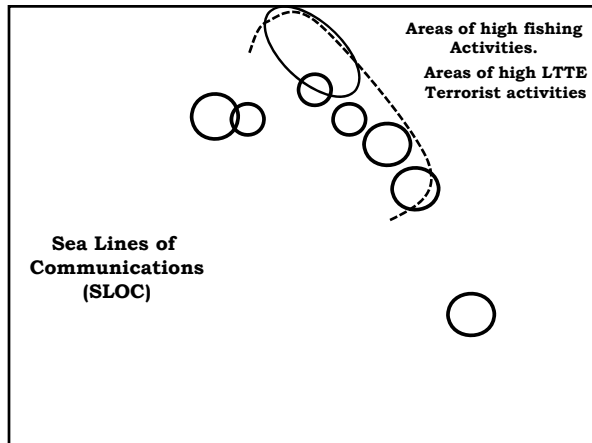 Areas of high fishing
Activities.
Areas of high LTTE
Terrorist activities
Sea Lines of
Communications
(SLOC)